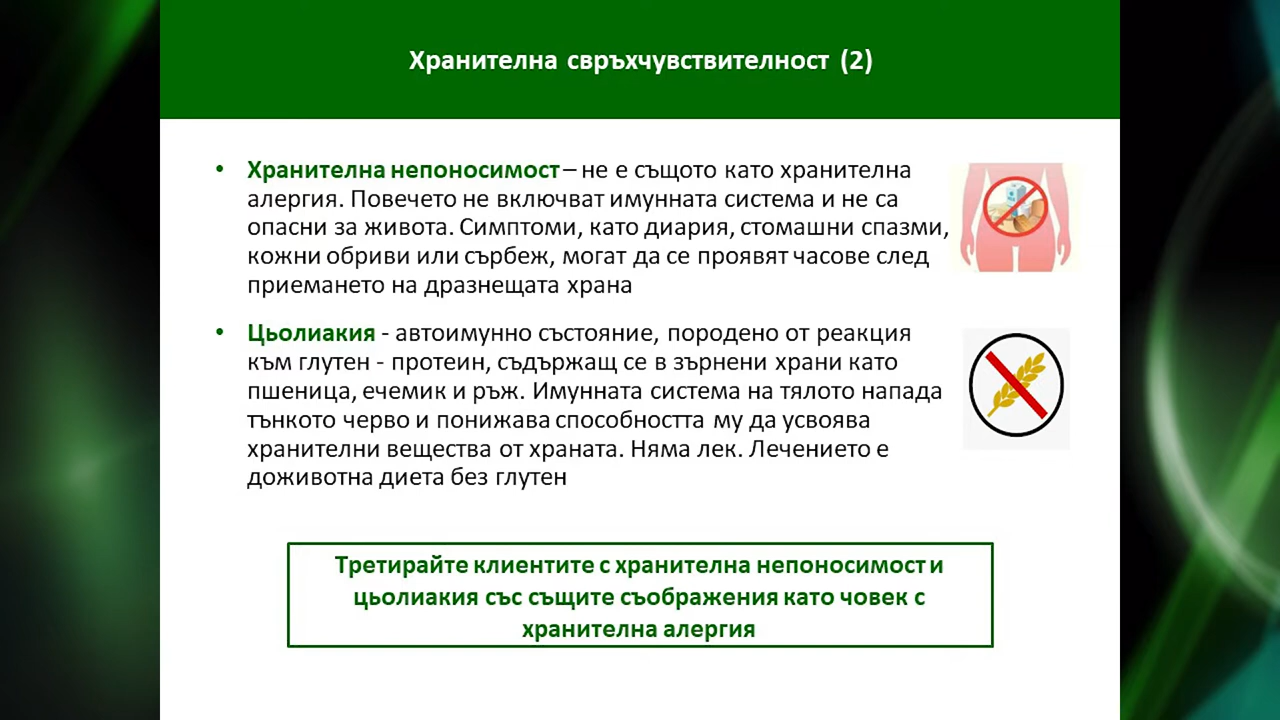 Хранителна свръхчувствителност (2)
• Хранителна непоносимост – не е същото като хранителна
алергия. Повечето не включват имунната система и не са
опасни за живота. Симптоми, като диария, стомашни спазми,
кожни обриви или сърбеж, могат да се проявят часове след
приемането на дразнещата храна
• Цьолиакия - автоимунно състояние, породено от реакция
към глутен - протеин, съдържащ се в зърнени храни като
пшеница, ечемик и ръж. Имунната система на тялото напада
тънкото черво и понижава способността му да усвоява
хранителни вещества от храната. Няма лек. Лечението е
доживотна диета без глутен
Третирайте клиентите с хранителна непоносимост и
цьолиакия със същите съображения като човек с
хранителна алергия